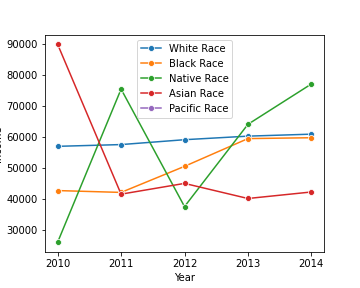 90000
80000
70000
60000
50000
40000
30000
White Race
Black Race
Native Race
Asian Race
Pacific Race
2010 2011 2012 2013 2014
Year